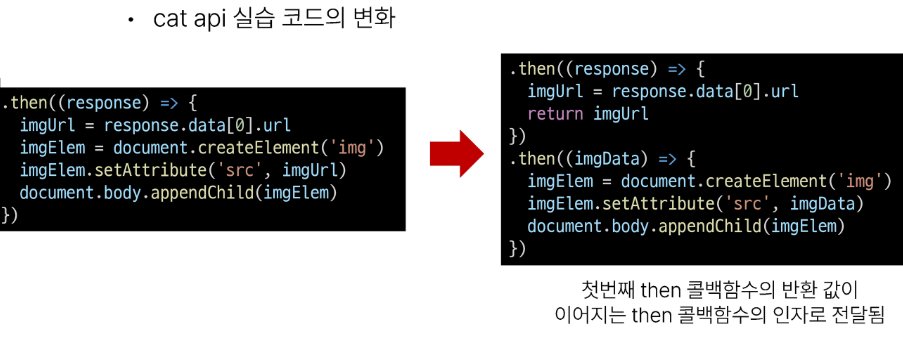 • cat api 실습 코드의 변화
.then((response) => {
  imgUrl = response.data[0].url
  imgElem = document.createElement('img')
  imgElem.setAttribute('src', imgUrl)
  document.body.appendChild(imgElem)
})
.then((response) => {
  imgUrl = response.data[0].url
  return imgUrl
})
.then((imgData) => {
  imgElem = document.createElement('img')
  imgElem.setAttribute('src', imgData)
  document.body.appendChild(imgElem)
})
첫번째 then 콜백함수의 반환 값이
이어지는 then 콜백함수의 인자로 전달됨